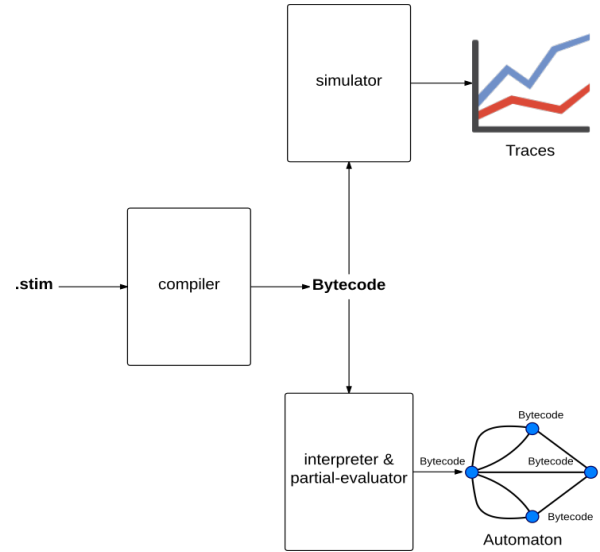 simulator
Traces
.stim
compiler
Bytecode
interpreter &
partial-evaluator
Bytecode
Bytecode
Bytecode
Bytecode
Automaton